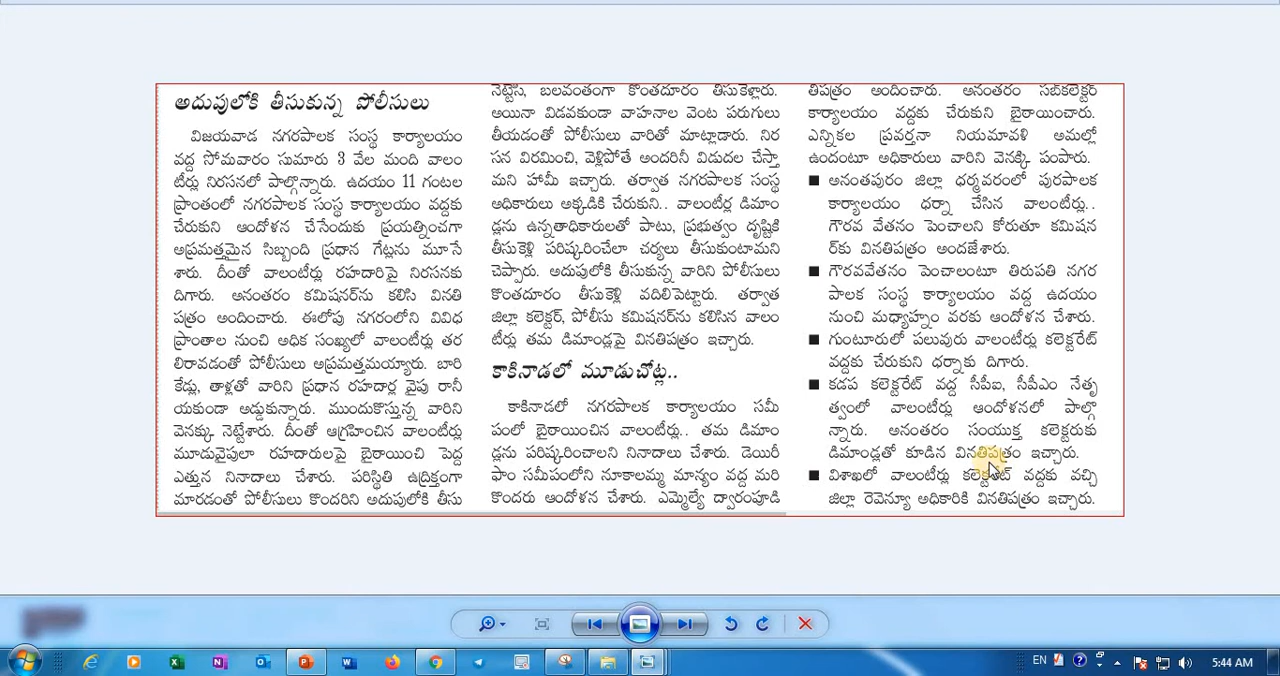 అదుపులోకి తీసుకున్న పోలీసులు
విజయవాడ నగరపాలక సంస్థ కార్యాలయం
వద్ద సోమవారం సుమారు 3 వేల మంది వాలం
టీర్లు నిరసనలో పాల్గొన్నారు. ఉదయం 11 గంటల
ప్రాంతంలో నగరపాలక సంస్థ కార్యాలయం వద్దకు
చేరుకుని ఆందోళన చేసేందుకు ప్రయత్నించగా
అప్రమత్తమైన సిబ్బంది ప్రధాన గేట్లను మూసే
శారు. దీంతో వాలంటీర్లు రహదారిపై నిరసనకు
దిగారు. అనంతరం కమిషనర్‌ను కలిసి వినతి
పత్రం అందించారు. ఈలోపు నగరంలోని వివిధ
ప్రాంతాల నుంచి అధిక సంఖ్యలో వాలంటీర్లు తర
లిరావడంతో పోలీసులు అప్రమత్తమయ్యారు. బారి
కేడ్లు, తాళ్లతో వారిని ప్రధాన రహదార్ల వైపు రానీ
యకుండా అడ్డుకున్నారు. ముందుకొస్తున్న వారిని
వెనక్కు నెట్టేశారు. దీంతో ఆగ్రహించిన వాలంటీర్లు
మూడువైపులా రహదారులపై బైఠాయించి పెద్ద
ఎత్తున నినాదాలు చేశారు. పరిస్థితి ఉద్రిక్తంగా
మారడంతో పోలీసులు కొందరిని అదుపులోకి తీసు
నెట్టేసి, బలవంతంగా కొంతదూరం తీసుకెళ్లారు.
అయినా విడవకుండా వాహనాల వెంట పరుగులు
తీయడంతో పోలీసులు వారితో మాట్లాడారు. నిర
సన విరమించి, వెళ్లిపోతే అందరినీ విడుదల చేస్తా
మని హామీ ఇచ్చారు. తర్వాత నగరపాలక సంస్థ
అధికారులు అక్కడికి చేరుకుని.. వాలంటీర్ల డిమాం
డ్లను ఉన్నతాధికారులతో పాటు, ప్రభుత్వం దృష్టికి
తీసుకెళ్లి పరిష్కరించేలా చర్యలు తీసుకుంటామని
చెప్పారు. అదుపులోకి తీసుకున్న వారిని పోలీసులు
కొంతదూరం తీసుకెళ్లి వదిలిపెట్టారు. తర్వాత
జిల్లా కలెక్టర్, పోలీసు కమిషనర్‌ను కలిసిన వాలం
టీర్లు తమ డిమాండ్లపై వినతిపత్రం ఇచ్చారు.
కాకినాడలో మూడుచోట్ల..
కాకినాడలో నగరపాలక కార్యాలయం సమీ
పంలో బైఠాయించిన వాలంటీర్లు.. తమ డిమాం
డ్లను పరిష్కరించాలని నినాదాలు చేశారు. డెయిరీ
ఫాం సమీపంలోని నూకాలమ్మ మాన్యం వద్ద మరి
కొందరు ఆందోళన చేశారు. ఎమ్మెల్యే ద్వారంపూడి
తిపత్రం అందించారు. అనంతరం సబ్‌కలెక్టర్
కార్యాలయం వద్దకు చేరుకుని బైఠాయించారు.
ఎన్నికల ప్రవర్తనా నియమావళి అమల్లో
ఉందంటూ అధికారులు వారిని వెనక్కి పంపారు.
■ అనంతపురం జిల్లా ధర్మవరంలో పురపాలక
కార్యాలయం ధర్నా చేసిన వాలంటీర్లు..
గౌరవ వేతనం పెంచాలని కోరుతూ కమిషన
ర్‌కు వినతిపత్రం అందజేశారు.
■ గౌరవవేతనం పెంచాలంటూ తిరుపతి నగర
పాలక సంస్థ కార్యాలయం వద్ద ఉదయం
నుంచి మధ్యాహ్నం వరకు ఆందోళన చేశారు.
■ గుంటూరులో పలువురు వాలంటీర్లు కలెక్టరేట్
వద్దకు చేరుకుని ధర్నాకు దిగారు.
■ కడప కలెక్టరేట్ వద్ద సీపీఐ, సీపీఎం నేతృ
త్వంలో వాలంటీర్లు ఆందోళనలో పాల్గొ
న్నారు. అనంతరం సంయుక్త కలెక్టరుకు
డిమాండ్లతో కూడిన వినతిపత్రం ఇచ్చారు.
■ విశాఖలో వాలంటీర్లు కలెక్టరేట్ వద్దకు వచ్చి
జిల్లా రెవెన్యూ అధికారికి వినతిపత్రం ఇచ్చారు.
EN
5:44 AM